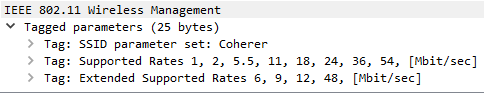 IEEE 802.11 Wireless Management
Tagged parameters (25 bytes)
Tag: SSID parameter set: Coherer
Tag: Supported Rates 1, 2, 5.5, 11, 18, 24, 36, 54, [Mbit/sec]
Tag: Extended Supported Rates 6, 9, 12, 48, [Mbit/sec]